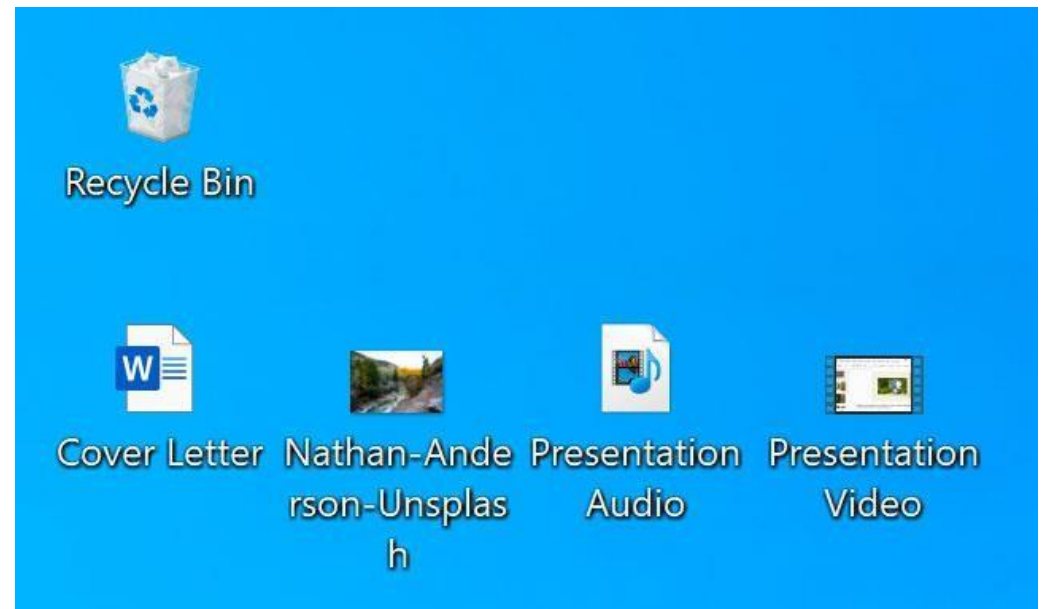 Recycle Bin
W
Cover Letter
Nathan-Ande
rson-Unsplas
h
Presentation
Audio
Presentation
Video